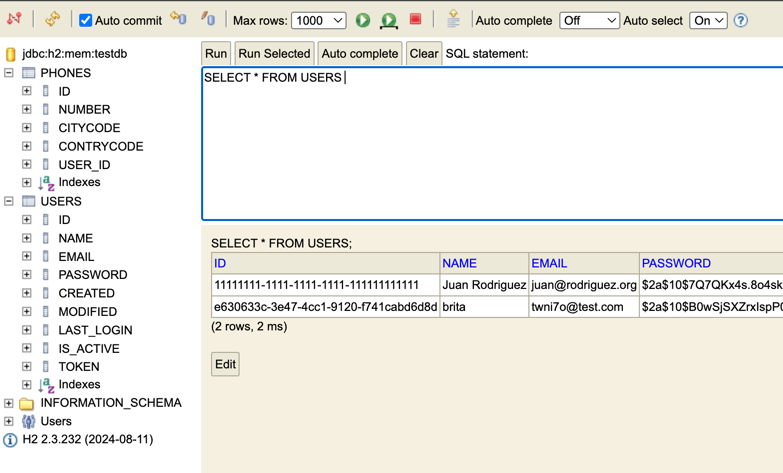 Auto commit Max rows: 1000 Auto complete Off Auto select On ?
jdbc:h2:mem:testdb
PHONES
ID
NUMBER
CITYCODE
CONTRYCODE
USER_ID
Indexes
USERS
ID
NAME
EMAIL
PASSWORD
CREATED
MODIFIED
LAST_LOGIN
IS_ACTIVE
TOKEN
Indexes
INFORMATION_SCHEMA
Users
H2 2.3.232 (2024-08-11)
Run Run Selected Auto complete Clear SQL statement:
SELECT * FROM USERS
SELECT * FROM USERS;
ID NAME EMAIL PASSWORD
11111111-1111-1111-1111-111111111111 Juan Rodriguez juan@rodriguez.org $2a$10$7Q7QKx4s.8o4sk
e630633c-3e47-4cc1-9120-f741cabd6d8d brita twni7o@test.com $2a$10$B0wSjSXZrxIspP0
(2 rows, 2 ms)
Edit